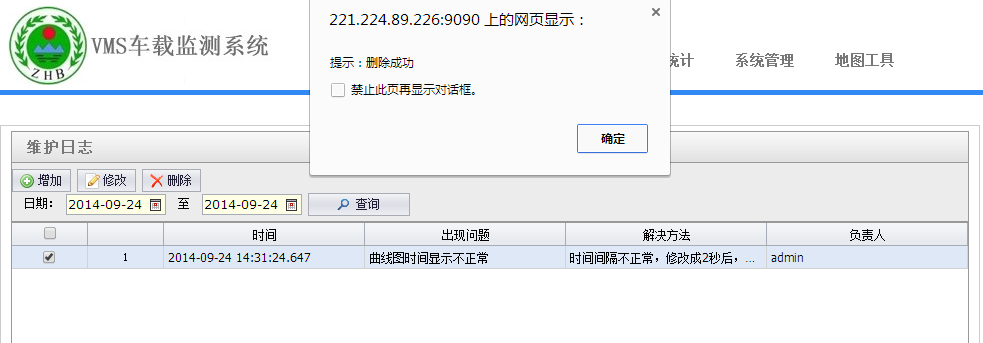 221.224.89.226:9090 上的网页显示：
提示：删除成功
禁止此页再显示对话框。
确定
ZHB
VMS车载监测系统
统计 系统管理 地图工具
维护日志
增加 修改 删除
日期： 2014-09-24 至 2014-09-24 查询
时间 出现问题 解决方法 负责人
1 2014-09-24 14:31:24.647 曲线图时间显示不正常 时间间隔不正常，修改成2秒后，... admin